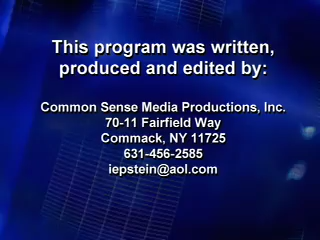 This program was written,
produced and edited by:
Common Sense Media Productions, Inc.
70-11 Fairfield Way
Commack, NY 11725
631-456-2585
iepstein@aol.com